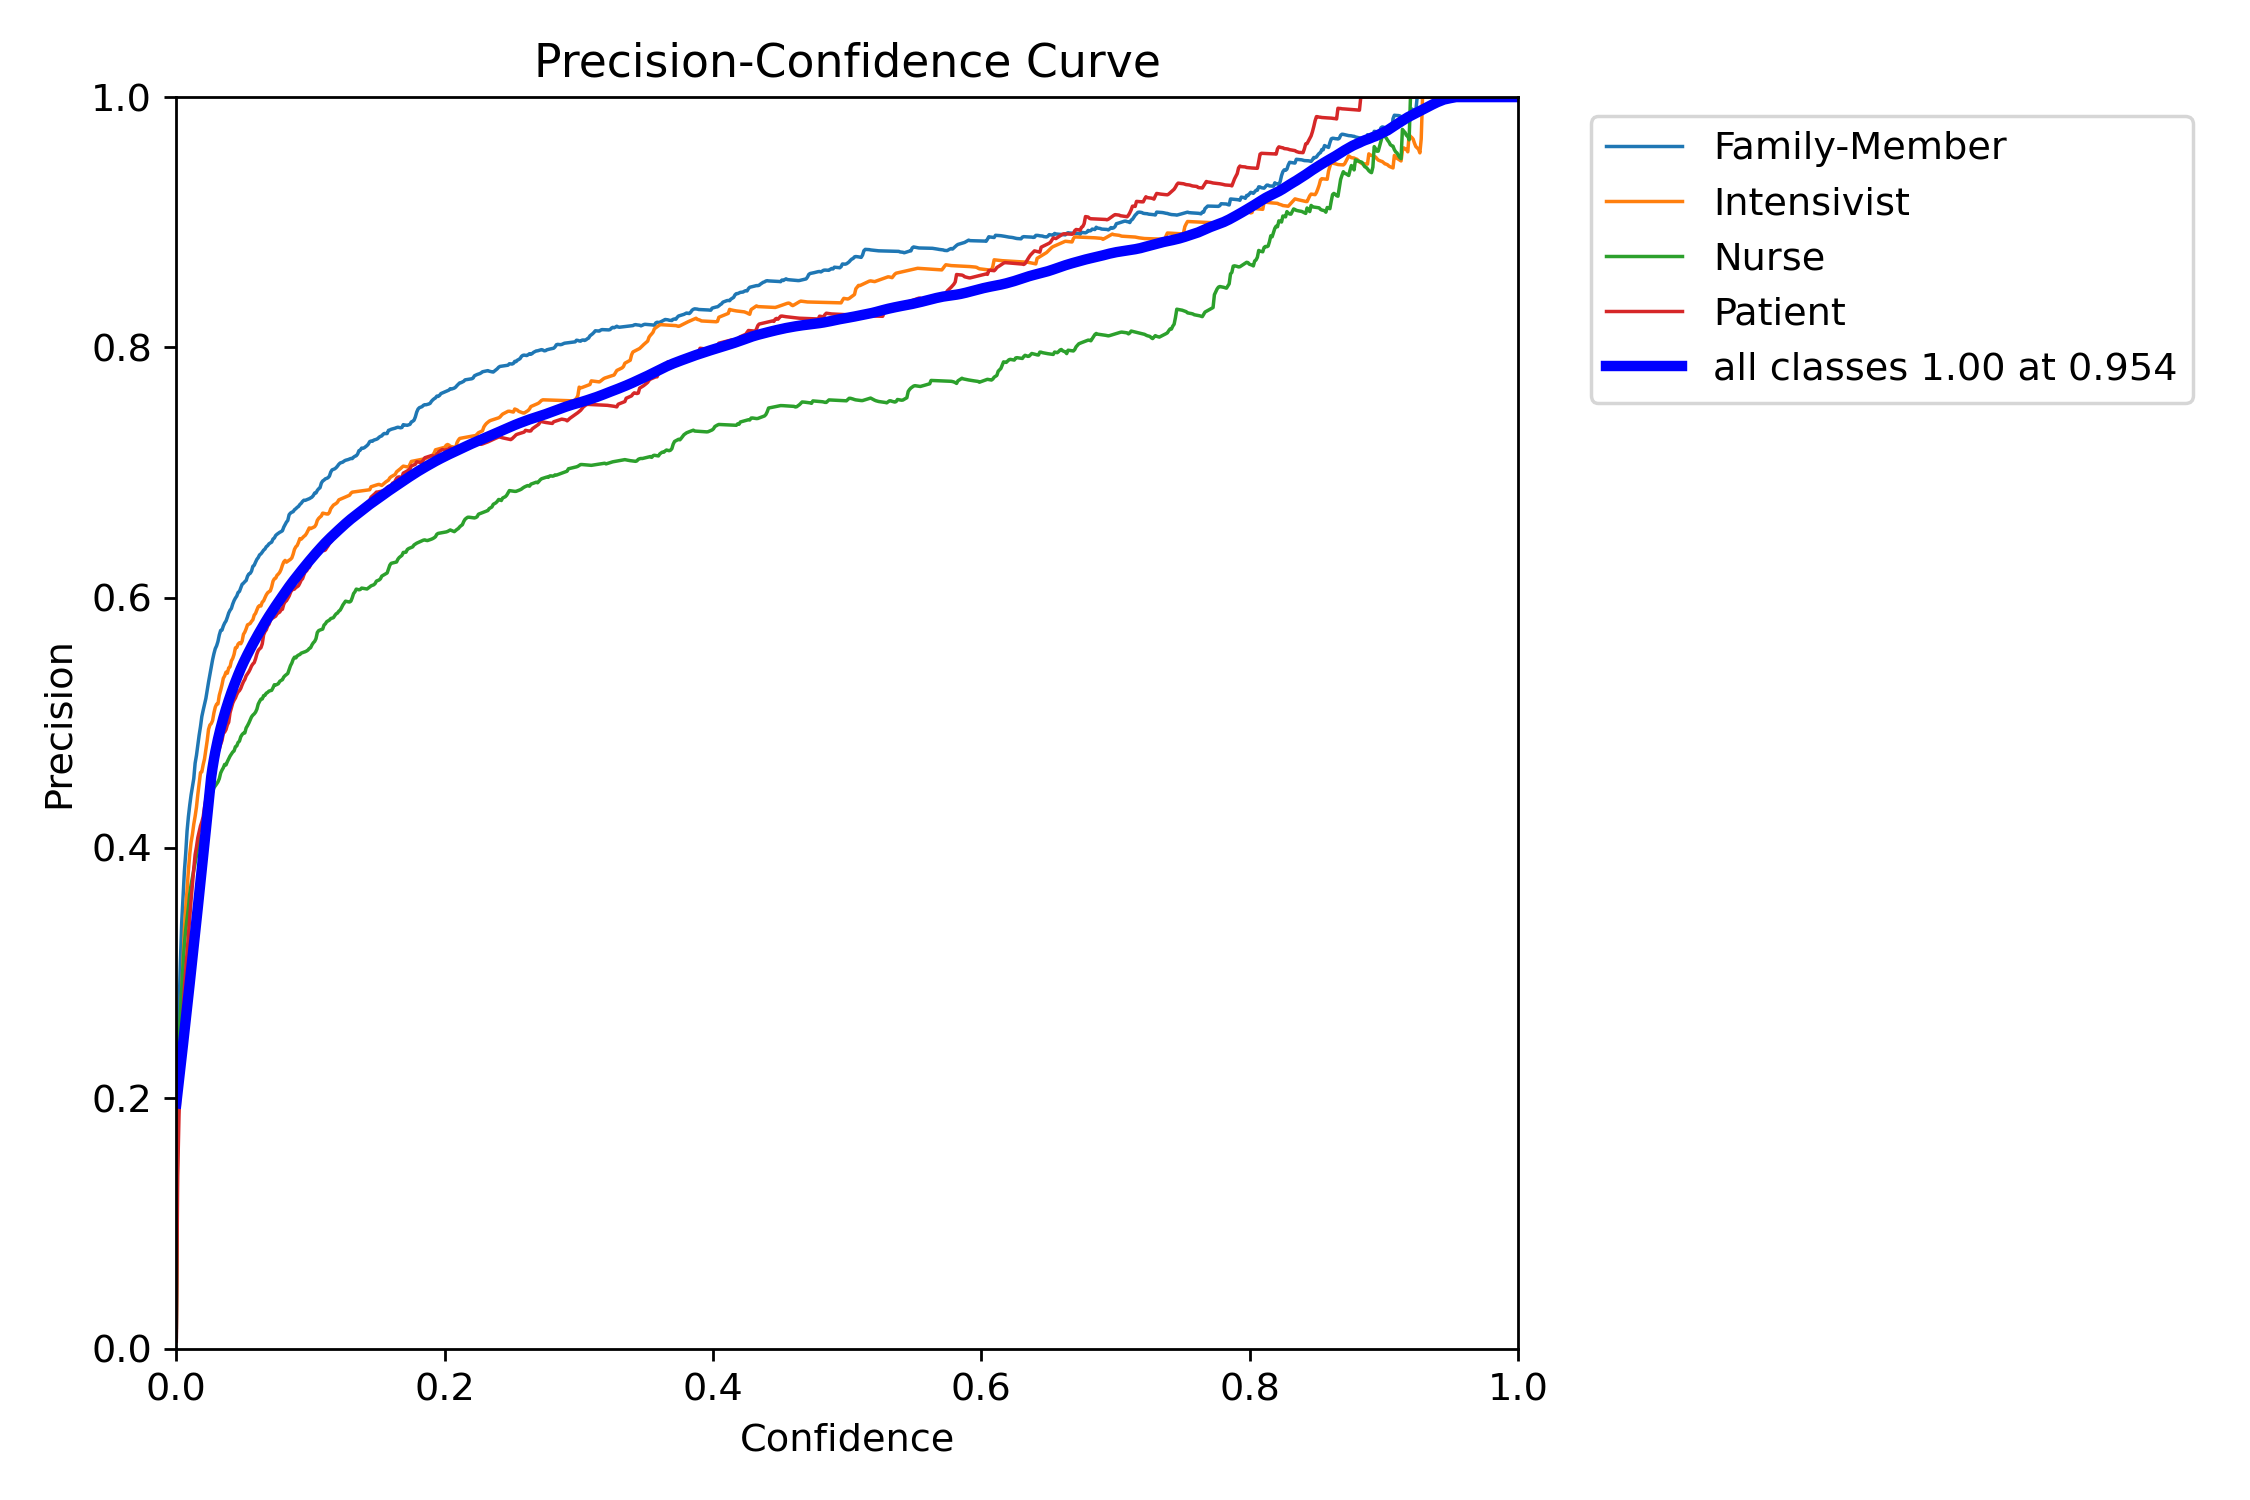 Precision-Confidence Curve
1.0
0.8
0.6
0.4
0.2
0.0
Precision
0.0 0.2 0.4 0.6 0.8 1.0
Confidence
Family-Member
Intensivist
Nurse
Patient
all classes 1.00 at 0.954